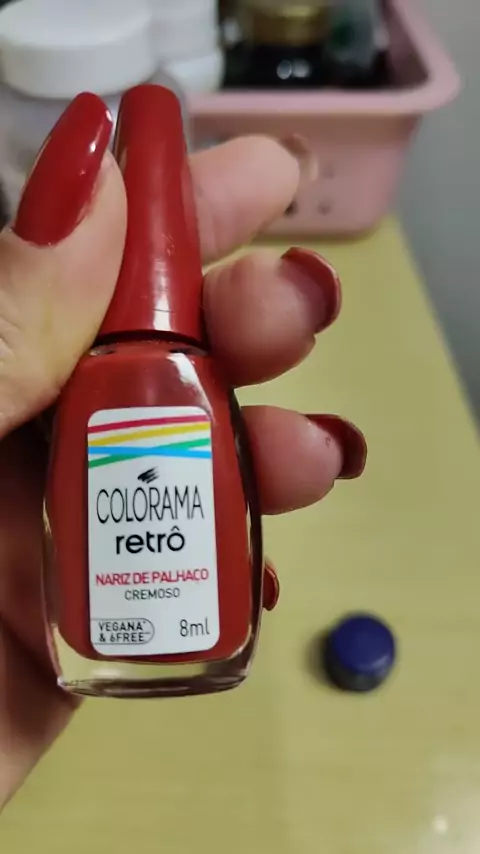 COLORAMA
retrô
NARIZ DE PALHAÇO
CREMOSO
VEGANA*
& 6FREE
8ml